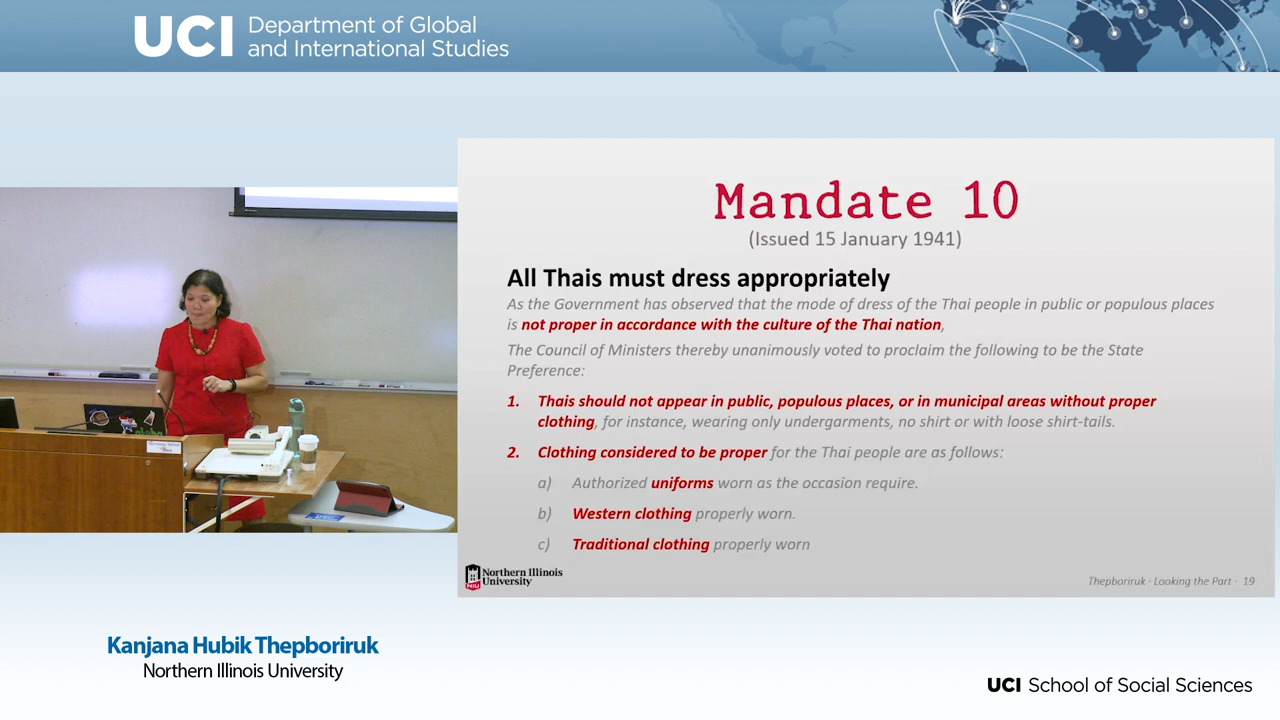 UCI Department of Global
and International Studies
Mandate 10
(Issued 15 January 1941)
All Thais must dress appropriately
As the Government has observed that the mode of dress of the Thai people in public or populous places
is not proper in accordance with the culture of the Thai nation,
The Council of Ministers thereby unanimously voted to proclaim the following to be the State
Preference:
1. Thais should not appear in public, populous places, or in municipal areas without proper
clothing, for instance, wearing only undergarments, no shirt or with loose shirt-tails.
2. Clothing considered to be proper for the Thai people are as follows:
a) Authorized uniforms worn as the occasion require.
b) Western clothing properly worn.
c) Traditional clothing properly worn
NIU Northern Illinois
University
Thepboriruk · Looking the Part · 19
Kanjana Hubik Thepboriruk
Northern Illinois University
UCI School of Social Sciences